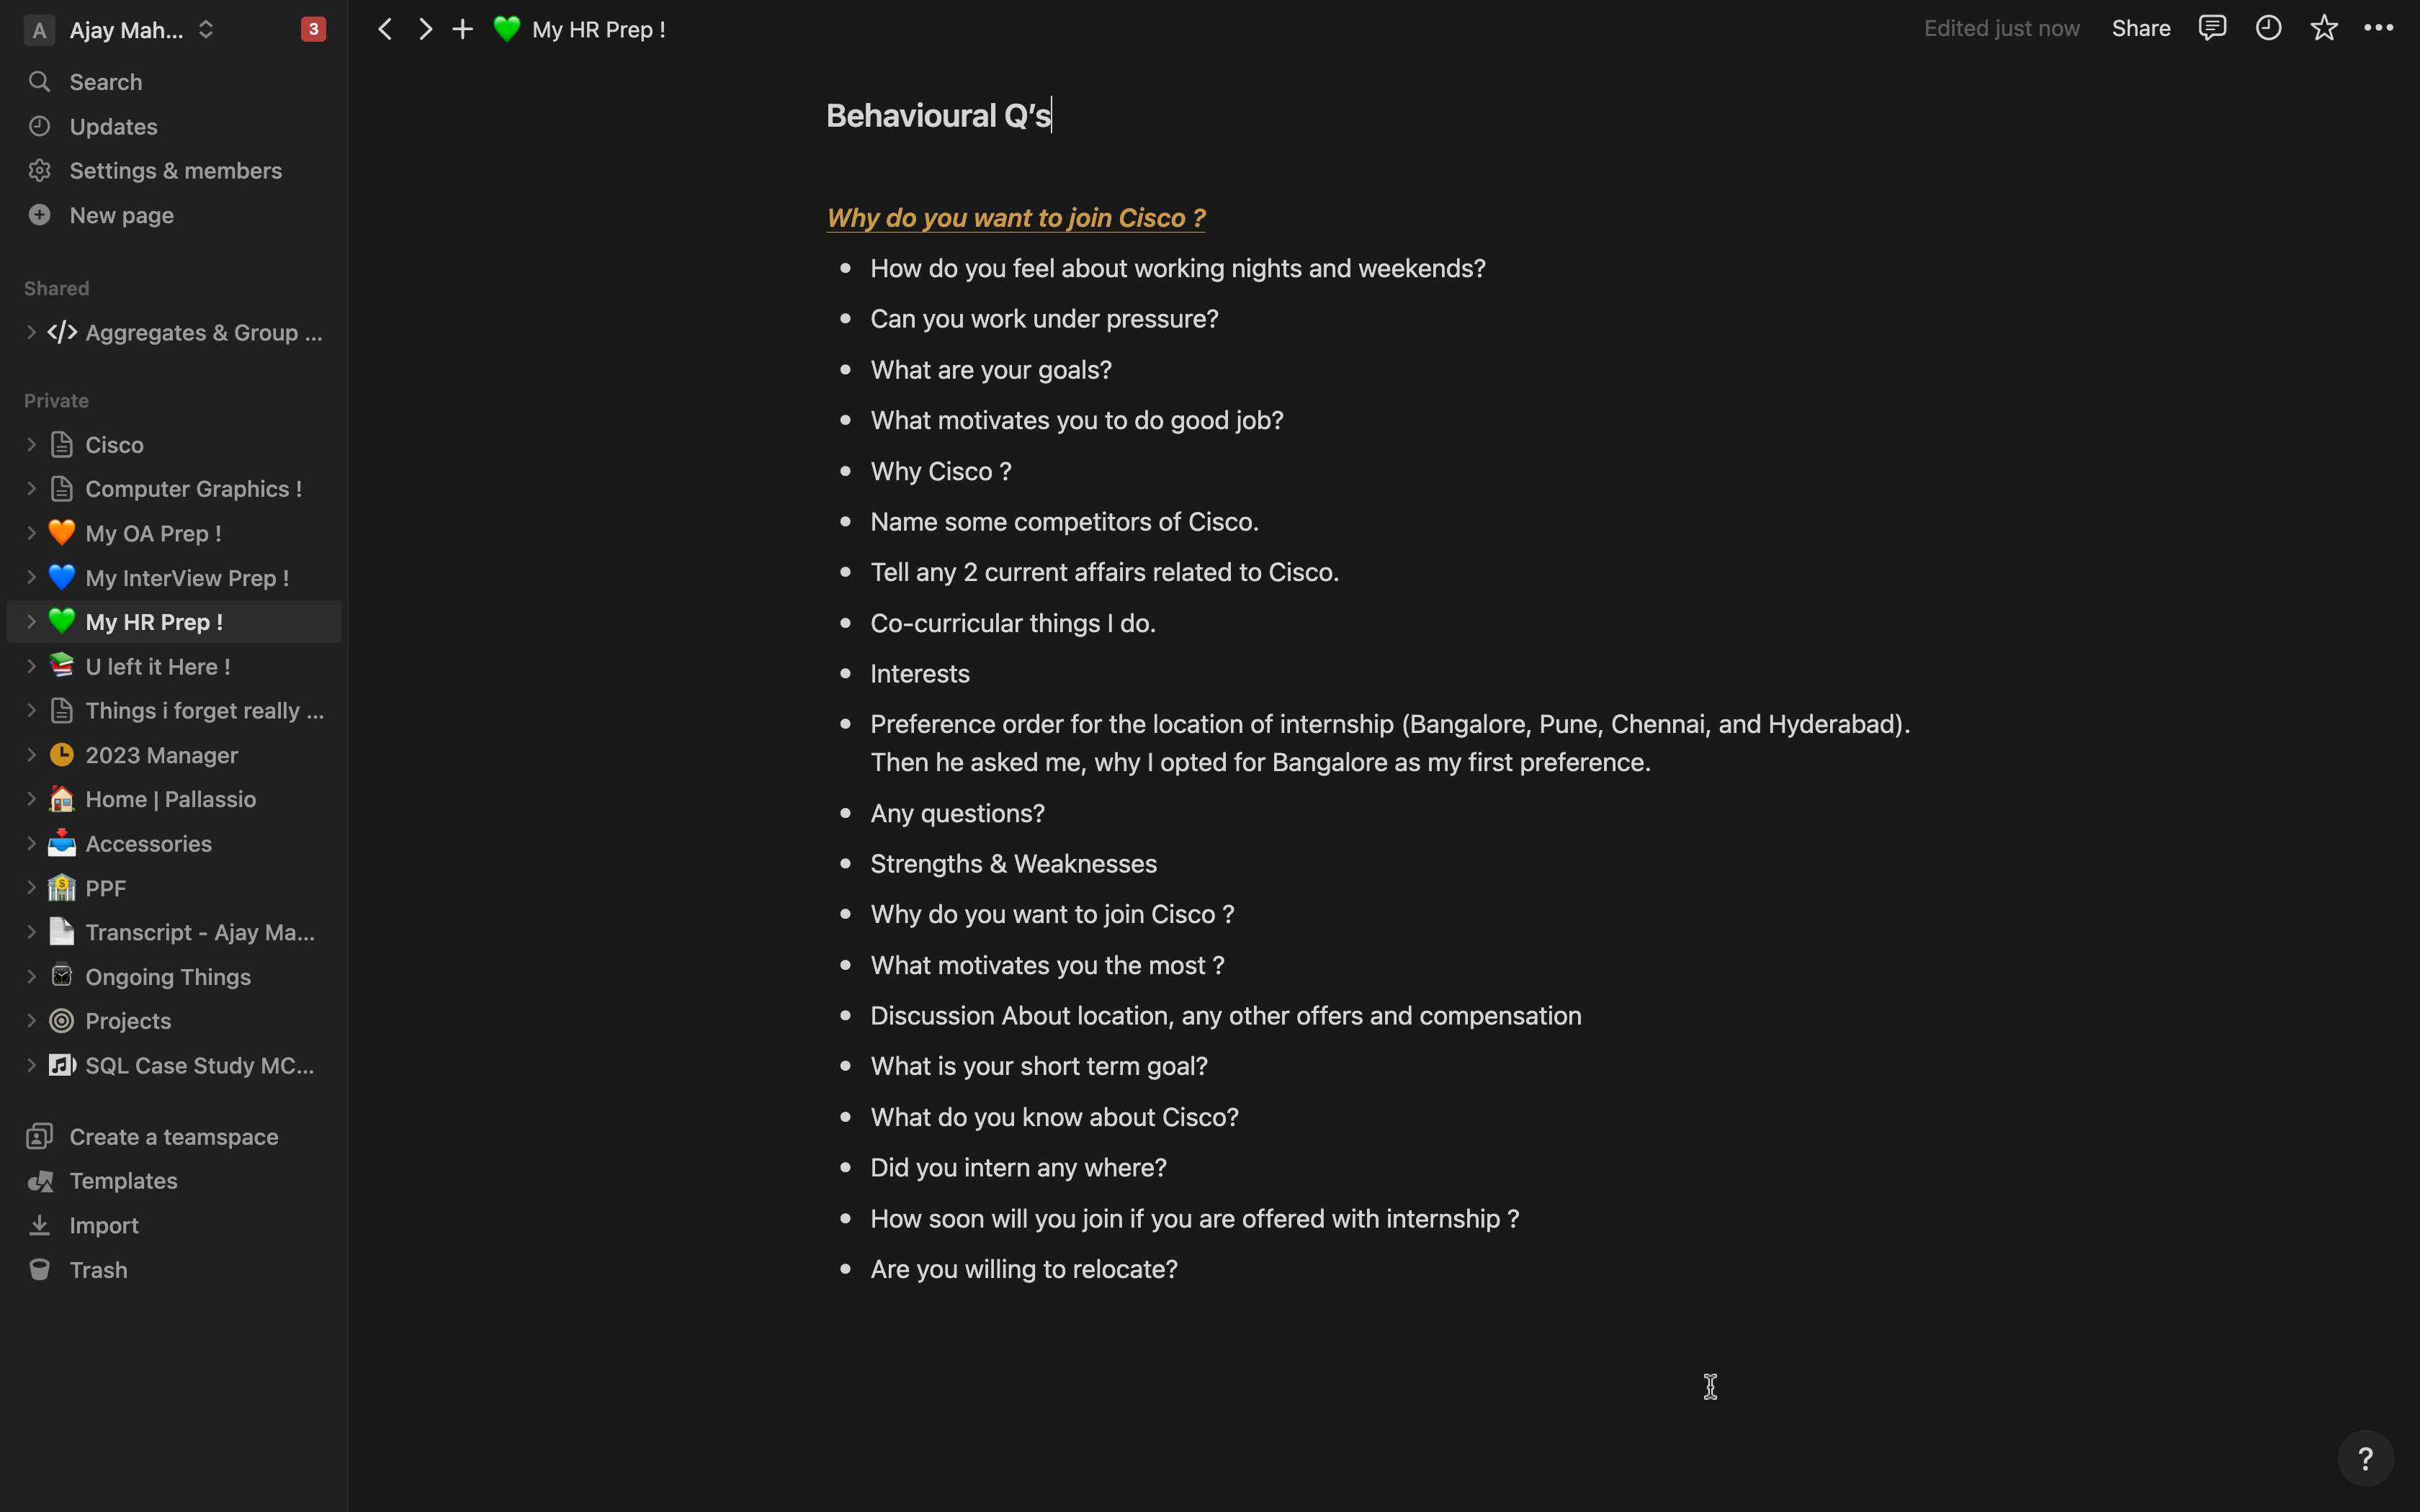 A Ajay Mah... 3
Search
Updates
Settings & members
New page
Shared
</> Aggregates & Group ...
Private
Cisco
Computer Graphics !
My OA Prep !
My InterView Prep !
My HR Prep !
U left it Here !
Things i forget really ...
2023 Manager
Home | Pallassio
Accessories
PPF
Transcript - Ajay Ma...
Ongoing Things
Projects
SQL Case Study MC...
Create a teamspace
Templates
Import
Trash
My HR Prep !
Edited just now Share
Behavioural Q's
Why do you want to join Cisco ?
• How do you feel about working nights and weekends?
• Can you work under pressure?
• What are your goals?
• What motivates you to do good job?
• Why Cisco ?
• Name some competitors of Cisco.
• Tell any 2 current affairs related to Cisco.
• Co-curricular things I do.
• Interests
• Preference order for the location of internship (Bangalore, Pune, Chennai, and Hyderabad).
Then he asked me, why I opted for Bangalore as my first preference.
• Any questions?
• Strengths & Weaknesses
• Why do you want to join Cisco ?
• What motivates you the most ?
• Discussion About location, any other offers and compensation
• What is your short term goal?
• What do you know about Cisco?
• Did you intern any where?
• How soon will you join if you are offered with internship ?
• Are you willing to relocate?
?